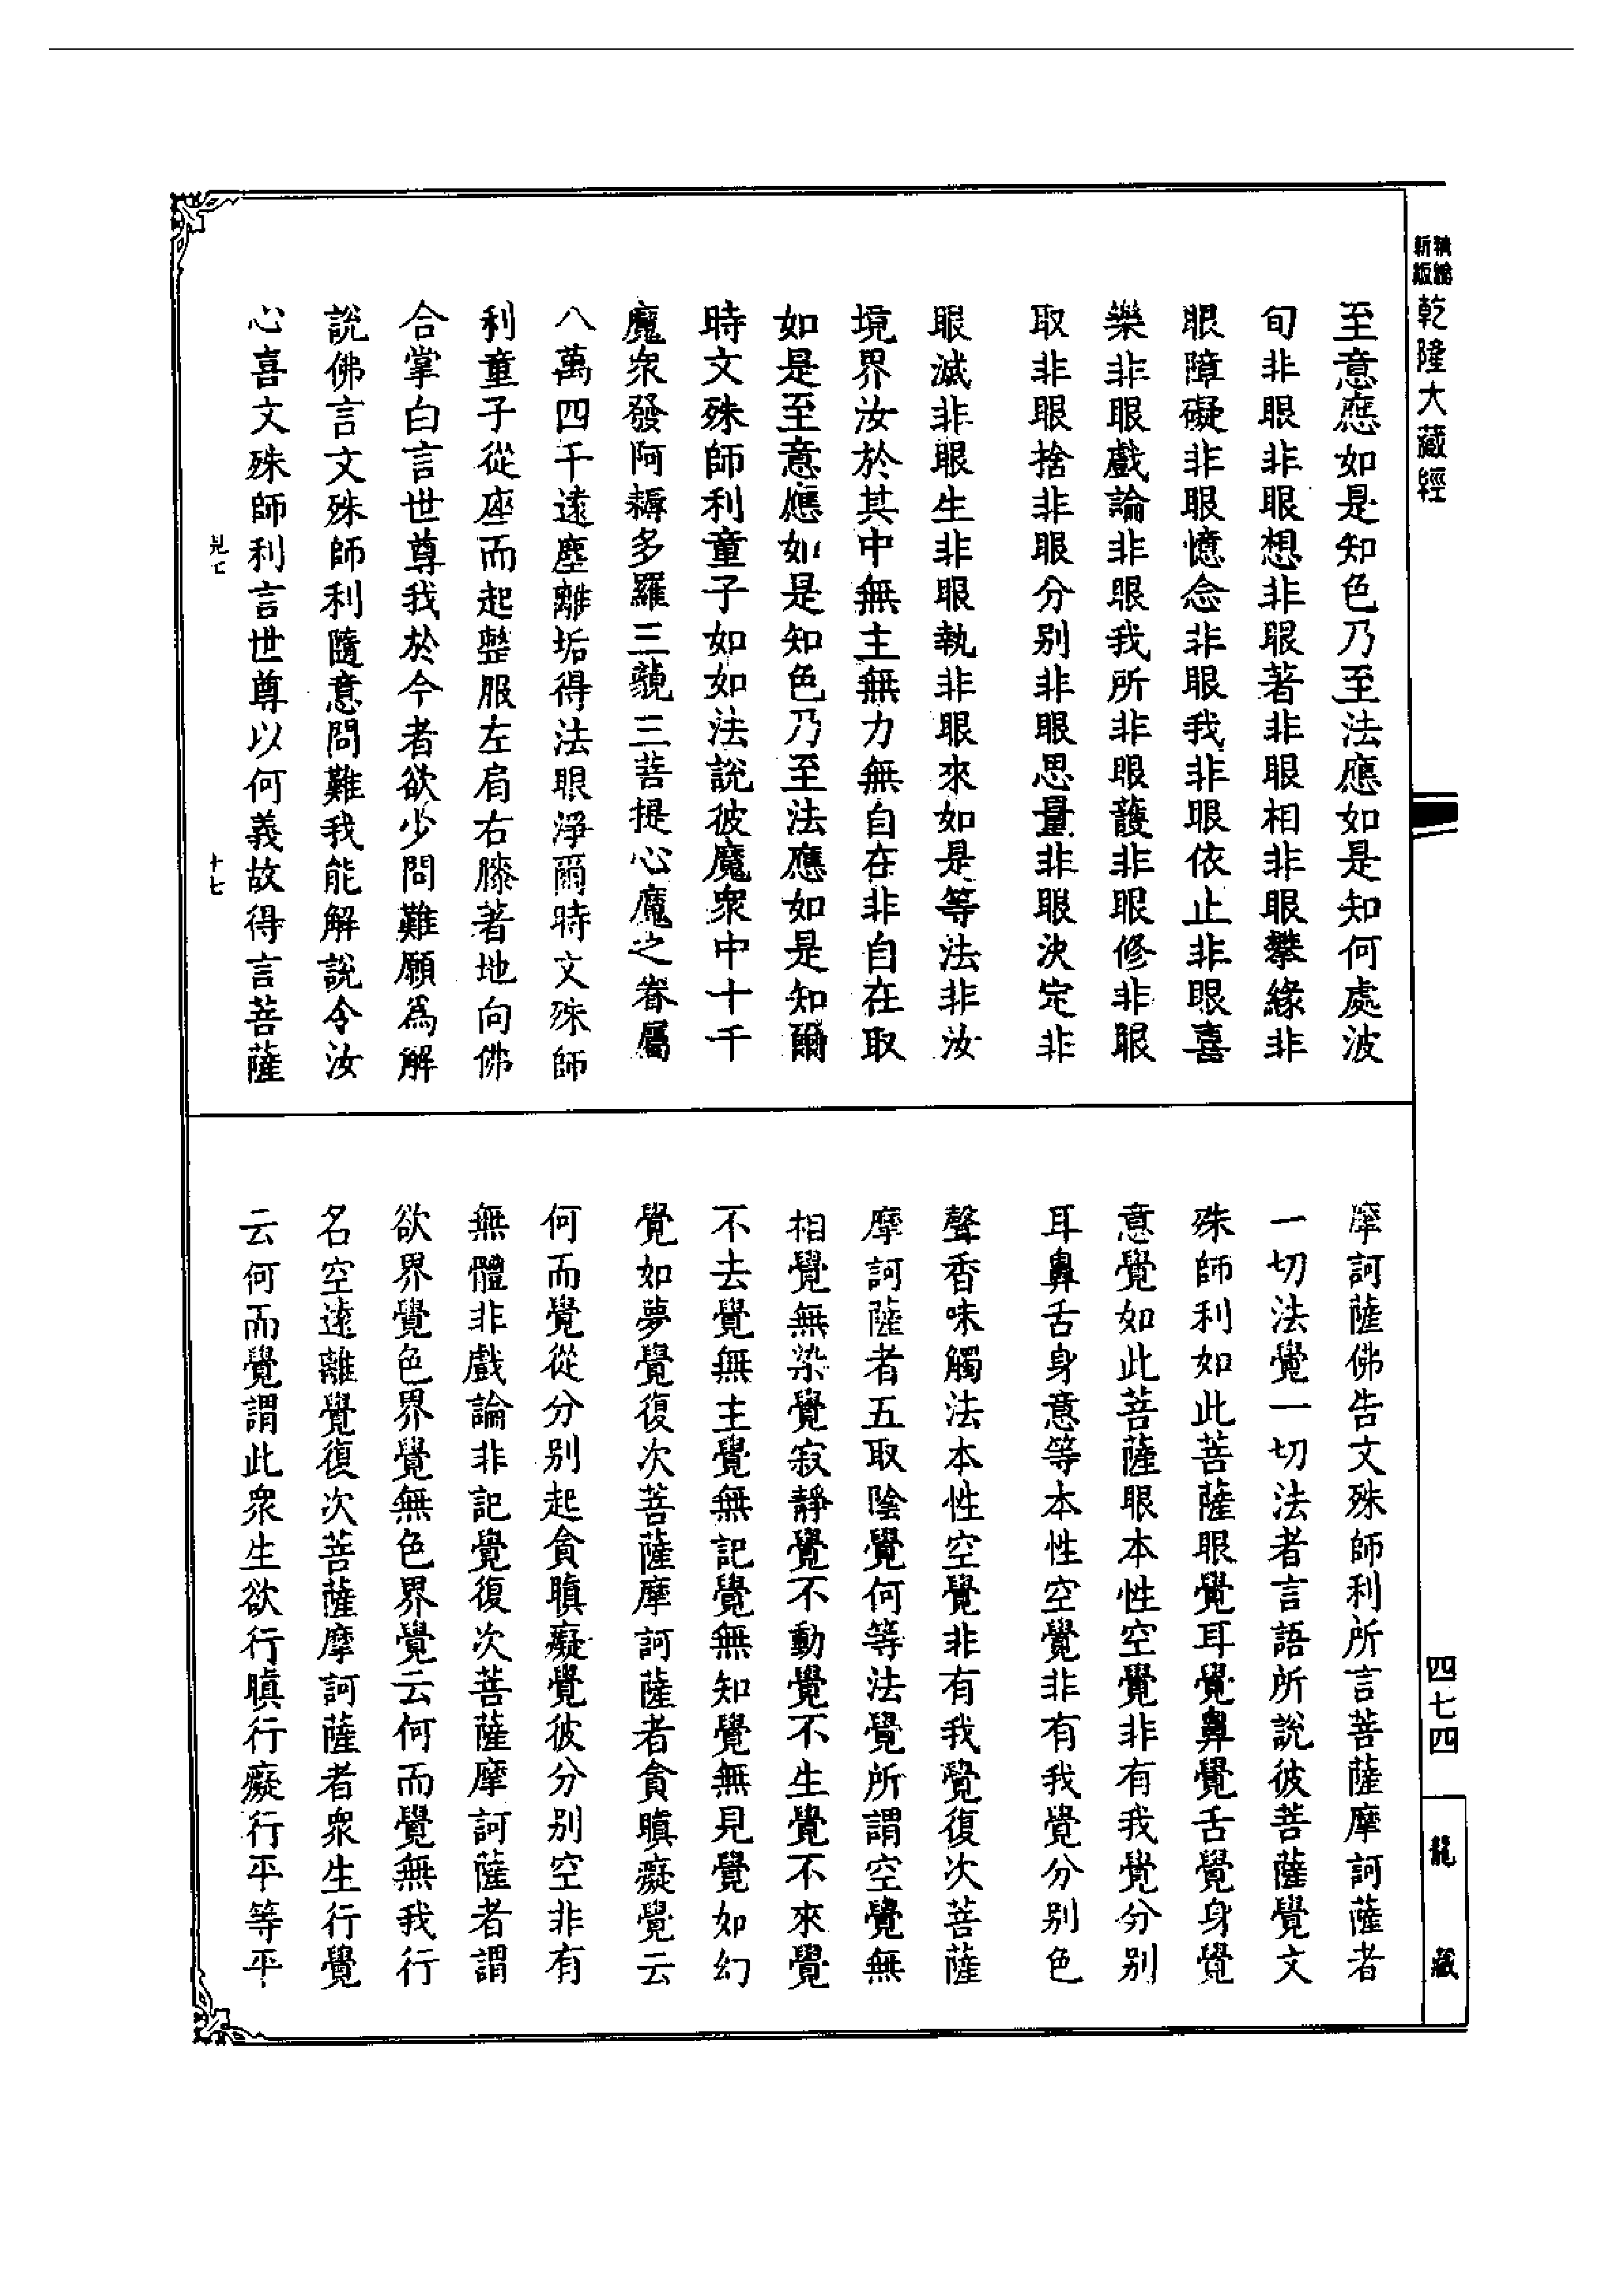 精繪
新版
乾隆大藏經
至意應如是知色乃至法應如是知何處波
旬非眼非眼想非眼著非眼相非眼攀緣非
眼障礙非眼憶念非眼我非眼依止非眼喜
樂非眼戲論非眼我所非眼護非眼修非眼
取非眼捨非眼分別非眼思量非眼決定非
眼滅非眼生非眼執非眼來如是等法非汝
境界汝於其中無主無力無自在非自在取
如是至意應如是知色乃至法應如是知爾
時文殊師利童子如如法說彼魔眾中十千
魔眾發阿耨多羅三藐三菩提心魔之眷屬
八萬四千遠塵離垢得法眼淨爾時文殊師
利童子從座而起整服左肩右膝著地向佛
合掌白言世尊我於今者欲少問難願為解
說佛言文殊師利隨意問難我能解說令汝
心喜文殊師利言世尊以何義故得言菩薩
十七
摩訶薩佛告文殊師利所言菩薩摩訶薩者
一切法覺一切法者言語所說彼菩薩覺文
殊師利如此菩薩眼覺耳覺鼻覺舌覺身覺
意覺如此菩薩眼本性空覺非有我覺分別
耳鼻舌身意等本性空覺非有我覺分別色
聲香味觸法本性空覺非有我覺復次菩薩
摩訶薩者五取陰覺何等法覺所謂空覺無
相覺無染覺寂靜覺不動覺不生覺不來覺
不去覺無主覺無記覺無知覺無見覺如幻
覺如夢覺復次菩薩摩訶薩者貪瞋癡覺云
何而覺從分別起貪瞋癡覺彼分別空非有
無體非戲論非記覺復次菩薩摩訶薩者謂
欲界覺色界覺無色界覺云何而覺無我行
名空遠離覺復次菩薩摩訶薩者眾生行覺
云何而覺謂此眾生欲行瞋行癡行平等平
四七四
龍藏